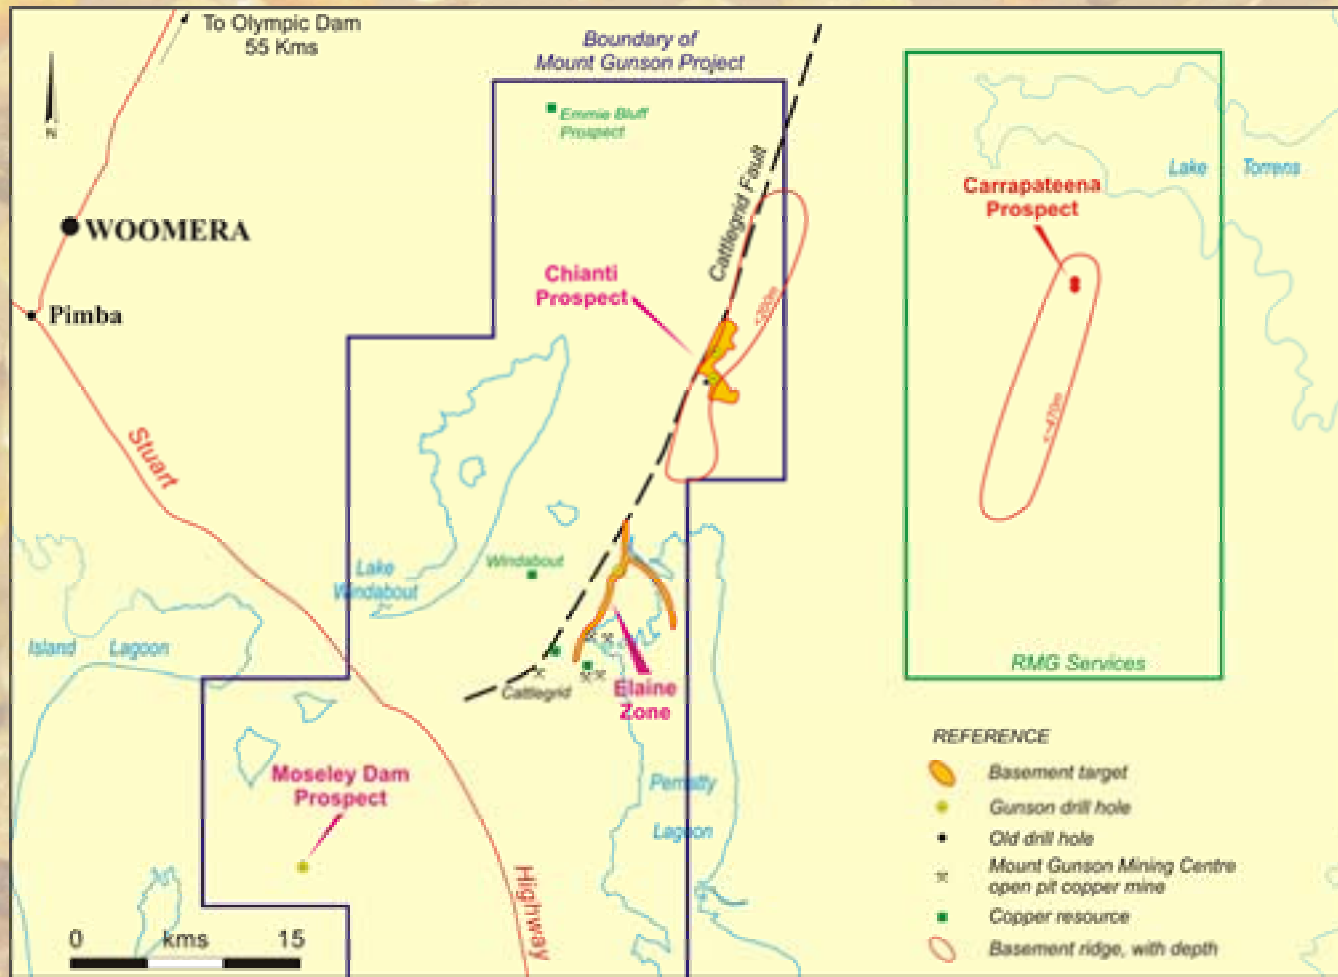 To Olympic Dam
55 Kms
Boundary of
Mount Gunson Project
N
Emmie Bluff
Prospect
Cattlegrid Fault
Lake Torrens
Carrapateena
Prospect
WOOMERA
Chianti
Prospect
<200m
Pimba
<~470m
Stuart
Windabout
Lake
Windabout
Island Lagoon
RMG Services
Cattlegrid
Elaine
Zone
REFERENCE
Basement target
Gunson drill hole
Old drill hole
Mount Gunson Mining Centre
open pit copper mine
Copper resource
Basement ridge, with depth
Moseley Dam
Prospect
Pernatty
Lagoon
Highway
0 kms 15